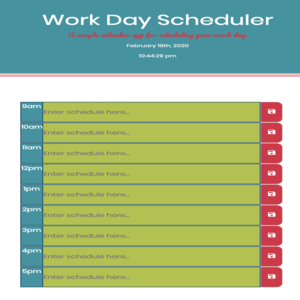 Work Day Scheduler
A simple calendar app for scheduling your work day.
February 19th, 2020
10:44:29 pm
9am Enter schedule here...
10am Enter schedule here...
11am Enter schedule here...
12pm Enter schedule here...
1pm Enter schedule here...
2pm Enter schedule here...
3pm Enter schedule here...
4pm Enter schedule here...
5pm Enter schedule here...